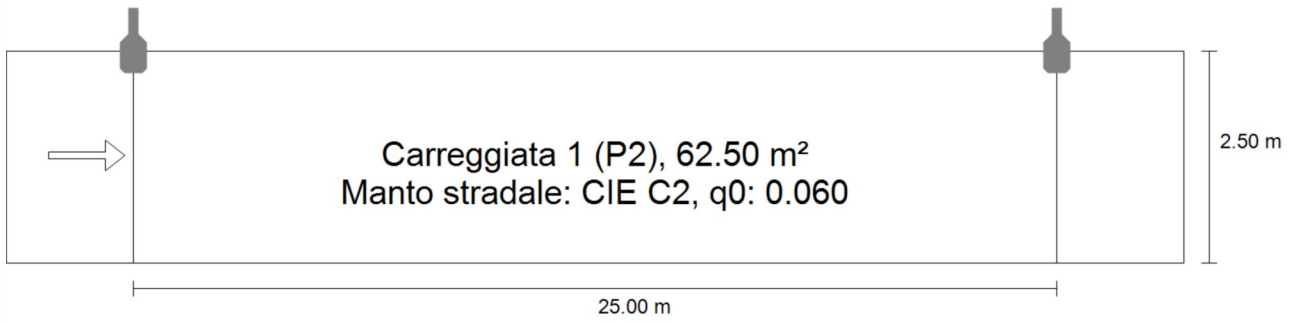 Carreggiata 1 (P2), 62.50 m²
Manto stradale: CIE C2, q0: 0.060
2.50 m
25.00 m